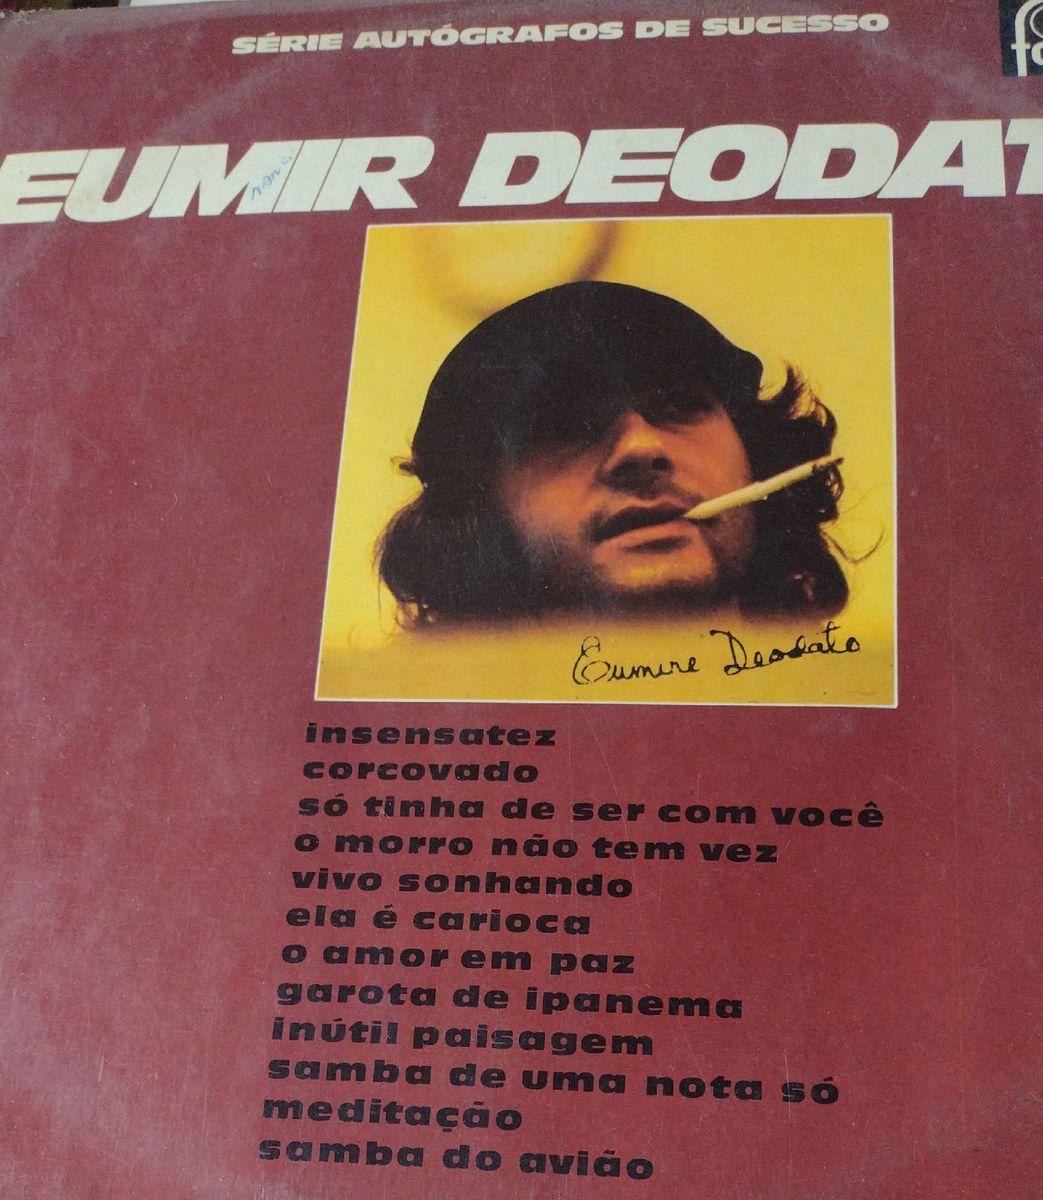 SÉRIE AUTÓGRAFOS DE SUCESSO
EUMIR DEODAT
Eumire Deodato
insensatez
corcovado
só tinha de ser com você
o morro não tem vez
vivo sonhando
ela é carioca
o amor em paz
garota de ipanema
inútil paisagem
samba de uma nota só
meditação
samba do avião